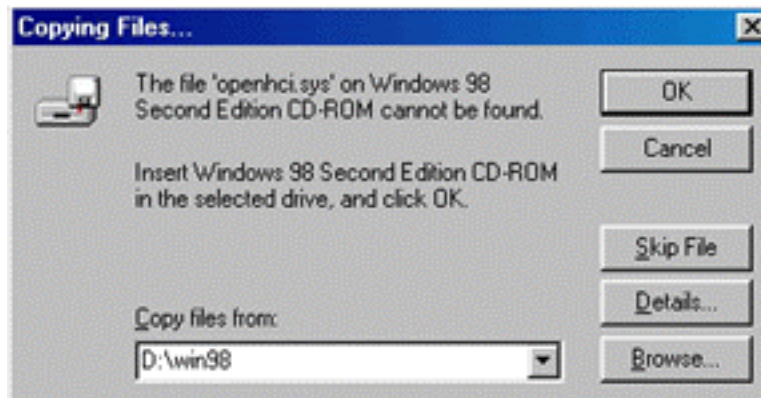 Copying Files...
The file 'openhci.sys' on Windows 98
Second Edition CD-ROM cannot be found.
Insert Windows 98 Second Edition CD-ROM
in the selected drive, and click OK.
Copy files from:
D:\win98
OK
Cancel
Skip File
Details...
Browse...